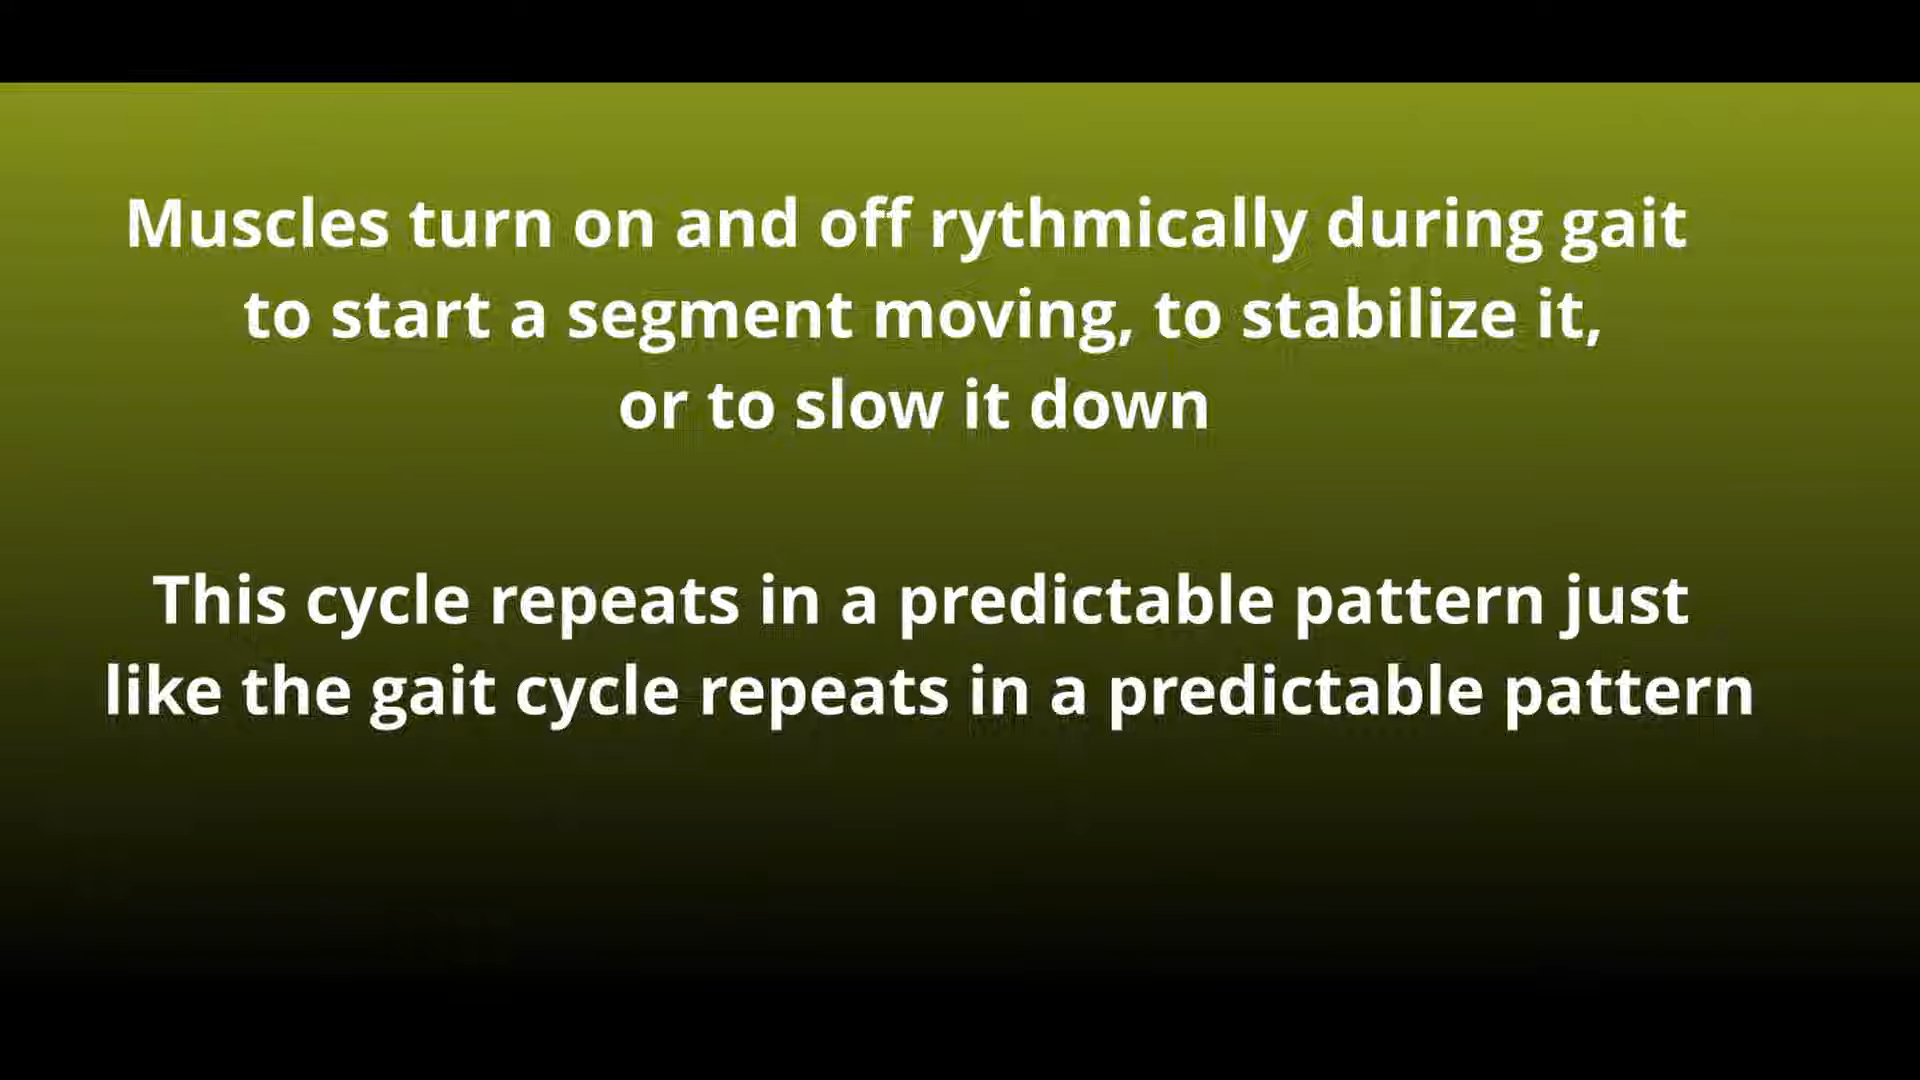 Muscles turn on and off rythmically during gait
to start a segment moving, to stabilize it,
or to slow it down
This cycle repeats in a predictable pattern just
like the gait cycle repeats in a predictable pattern